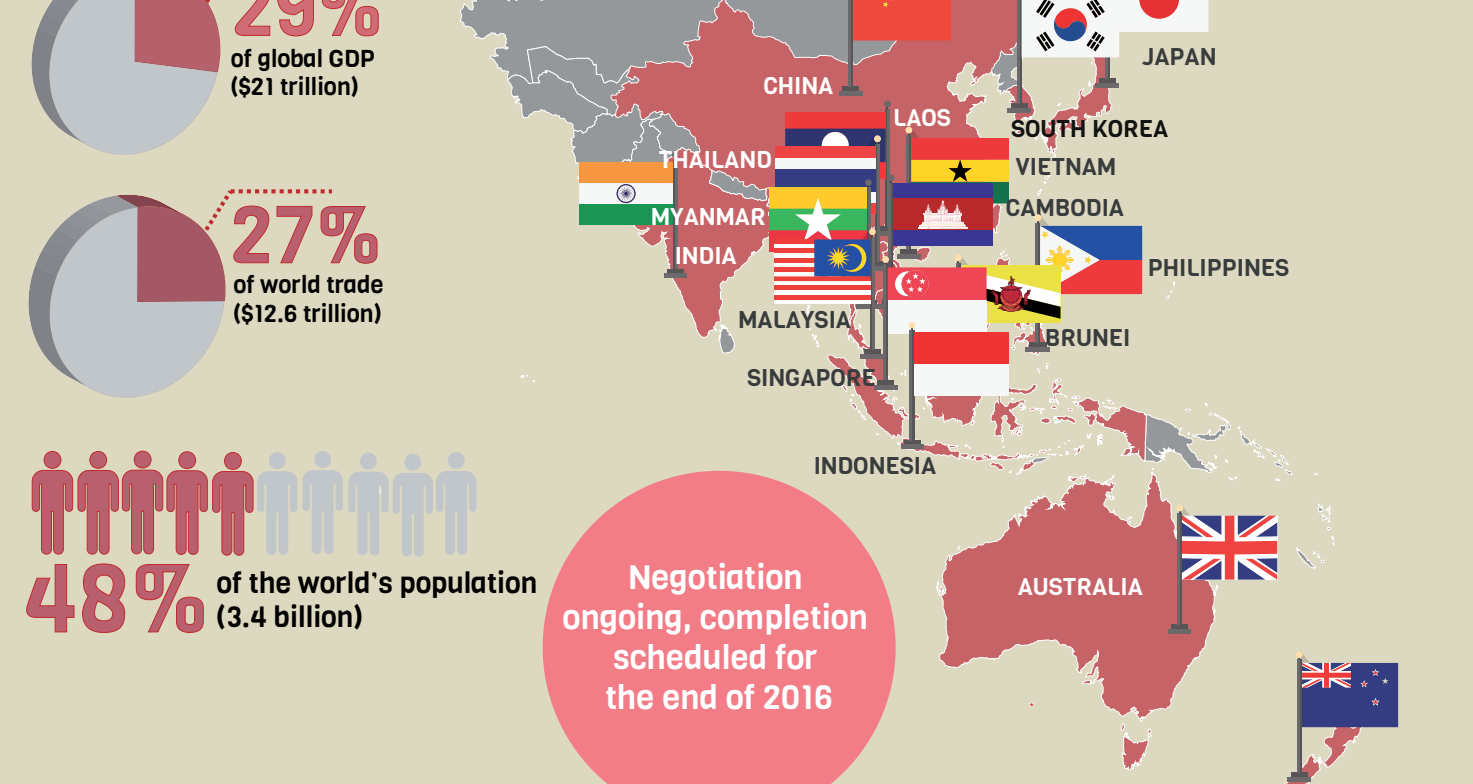 29%
of global GDP
($21 trillion)
27%
of world trade
($12.6 trillion)
48%
of the world's population
(3.4 billion)
Negotiation
ongoing, completion
scheduled for
the end of 2016
JAPAN
CHINA
LAOS
SOUTH KOREA
THAILAND
VIETNAM
MYANMAR
CAMBODIA
INDIA
PHILIPPINES
MALAYSIA
BRUNEI
SINGAPORE
INDONESIA
AUSTRALIA